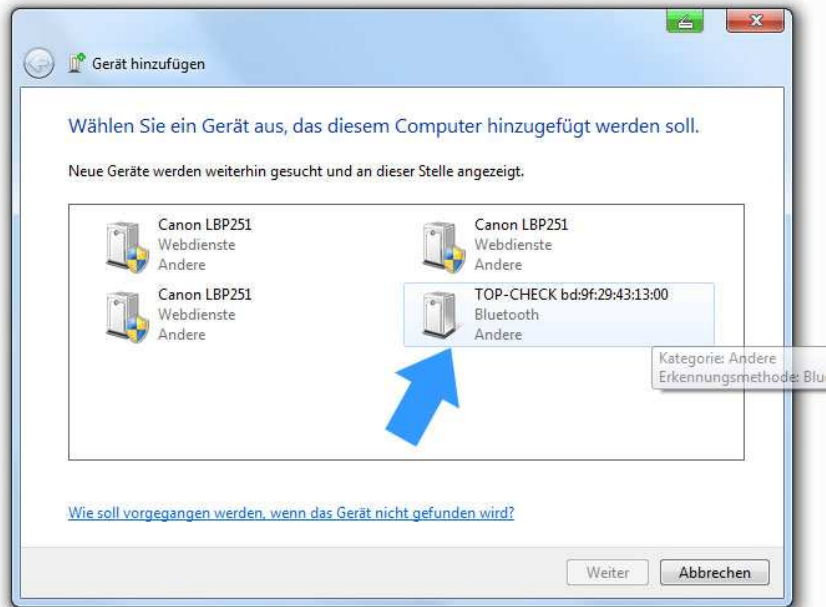 Gerät hinzufügen
Wählen Sie ein Gerät aus, das diesem Computer hinzugefügt werden soll.
Neue Geräte werden weiterhin gesucht und an dieser Stelle angezeigt.
Canon LBP251
Webdienste
Andere
Canon LBP251
Webdienste
Andere
Canon LBP251
Webdienste
Andere
TOP-CHECK bd:9f:29:43:13:00
Bluetooth
Andere
Kategorie: Andere
Erkennungsmethode: Blu
Wie soll vorgegangen werden, wenn das Gerät nicht gefunden wird?
Weiter
Abbrechen